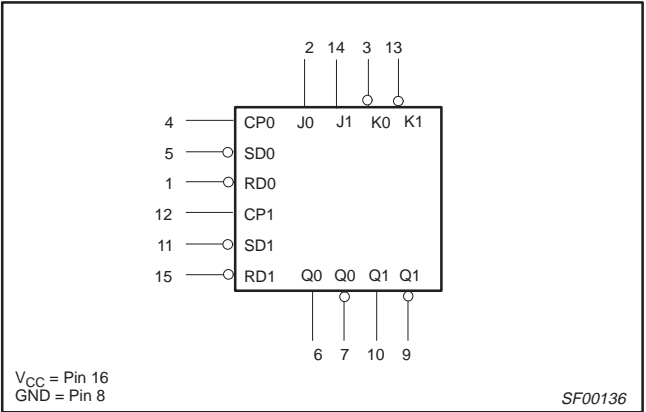 2 14 3 13
4 CP0 J0 J1 K0 K1
5 SD0
1 RD0
12 CP1
11 SD1
15 RD1 Q0 Q0 Q1 Q1
6 7 10 9
VCC = Pin 16
GND = Pin 8
SF00136